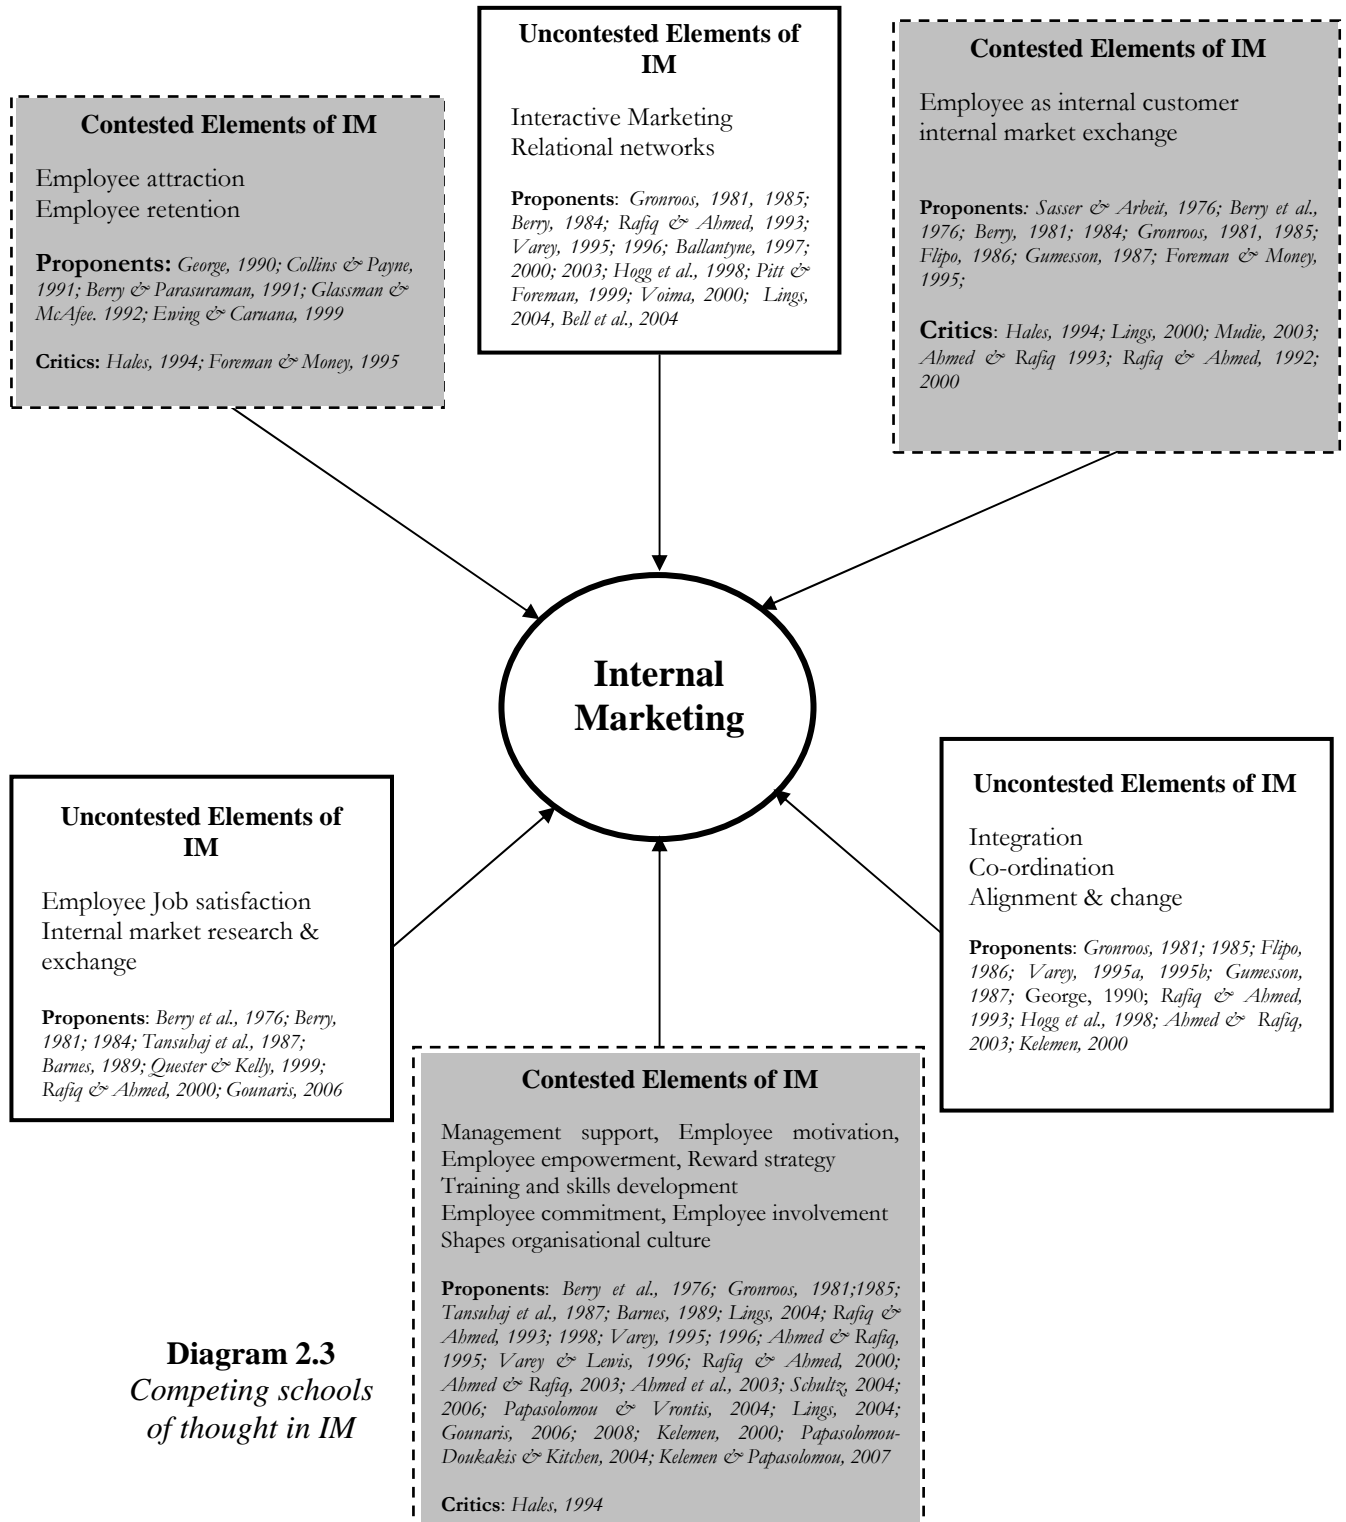 Contested Elements of IM
Employee attraction
Employee retention
Proponents: George, 1990; Collins & Payne,
1991; Berry & Parasuraman, 1991; Glassman &
McAfee. 1992; Ewing & Caruana, 1999
Critics: Hales, 1994; Foreman & Money, 1995
Uncontested Elements of
IM
Interactive Marketing
Relational networks
Proponents: Gronroos, 1981, 1985;
Berry, 1984; Rafiq & Ahmed, 1993;
Varey, 1995; 1996; Ballantyne, 1997;
2000; 2003; Hogg et al., 1998; Pitt &
Foreman, 1999; Voima, 2000; Lings,
2004, Bell et al., 2004
Contested Elements of IM
Employee as internal customer
internal market exchange
Proponents: Sasser & Arbeit, 1976; Berry et al.,
1976; Berry, 1981; 1984; Gronroos, 1981, 1985;
Flipo, 1986; Gumesson, 1987; Foreman & Money,
1995;
Critics: Hales, 1994; Lings, 2000; Mudie, 2003;
Ahmed & Rafiq 1993; Rafiq & Ahmed, 1992;
2000
Internal
Marketing
Uncontested Elements of
IM
Employee Job satisfaction
Internal market research &
exchange
Proponents: Berry et al., 1976; Berry,
1981; 1984; Tansuhaj et al., 1987;
Barnes, 1989; Quester & Kelly, 1999;
Rafiq & Ahmed, 2000; Gounaris, 2006
Uncontested Elements of IM
Integration
Co-ordination
Alignment & change
Proponents: Gronroos, 1981; 1985; Flipo,
1986; Varey, 1995a, 1995b; Gumesson,
1987; George, 1990; Rafiq & Ahmed,
1993; Hogg et al., 1998; Ahmed & Rafiq,
2003; Kelemen, 2000
Contested Elements of IM
Management support, Employee motivation,
Employee empowerment, Reward strategy
Training and skills development
Employee commitment, Employee involvement
Shapes organisational culture
Proponents: Berry et al., 1976; Gronroos, 1981;1985;
Tansuhaj et al., 1987; Barnes, 1989; Lings, 2004; Rafiq &
Ahmed, 1993; 1998; Varey, 1995; 1996; Ahmed & Rafiq,
1995; Varey & Lewis, 1996; Rafiq & Ahmed, 2000;
Ahmed & Rafiq, 2003; Ahmed et al., 2003; Schultz, 2004;
2006; Papasolomou & Vrontis, 2004; Lings, 2004;
Gounaris, 2006; 2008; Kelemen, 2000; Papasolomou-
Doukakis & Kitchen, 2004; Kelemen & Papasolomou, 2007
Critics: Hales, 1994
Diagram 2.3
Competing schools
of thought in IM